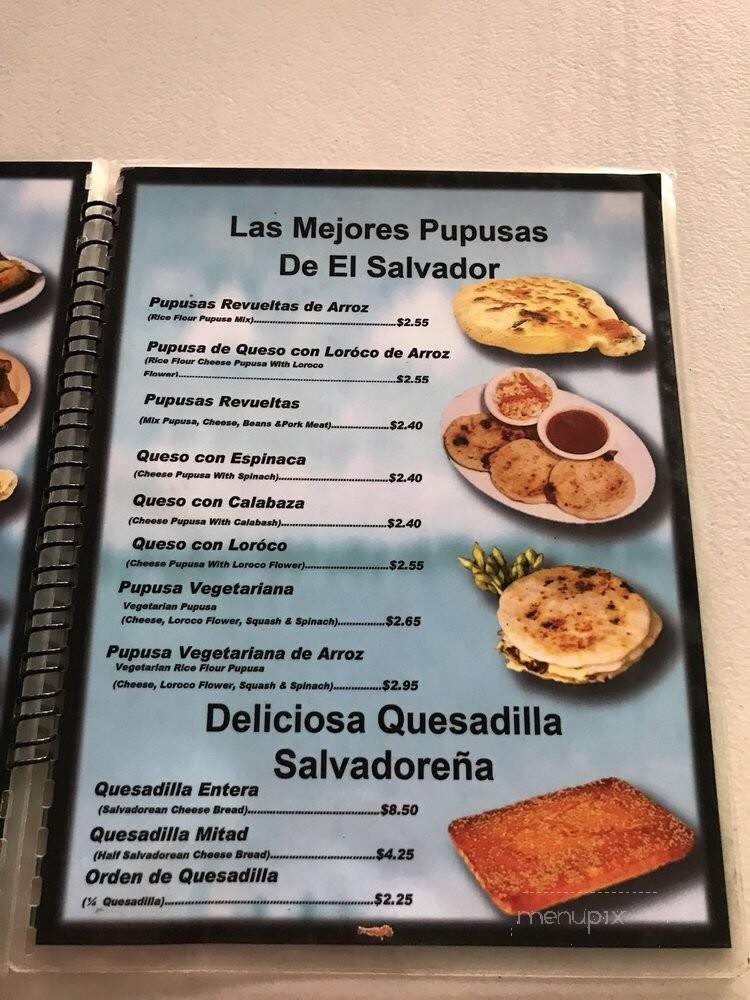 Las Mejores Pupusas
De El Salvador
Pupusas Revueltas de Arroz
(Rice Flour Pupusa Mix)..................................................$2.55
Pupusa de Queso con Loróco de Arroz
(Rice Flour Cheese Pupusa With Loroco
Flower)..................................................$2.55
Pupusas Revueltas
(Mix Pupusa, Cheese, Beans &Pork Meat)....................$2.40
Queso con Espinaca
(Cheese Pupusa With Spinach)...................................$2.40
Queso con Calabaza
(Cheese Pupusa With Calabash)...................................$2.40
Queso con Loróco
(Cheese Pupusa With Loroco Flower)..........................$2.55
Pupusa Vegetariana
Vegetarian Pupusa
(Cheese, Loroco Flower, Squash & Spinach)...............$2.65
Pupusa Vegetariana de Arroz
Vegetarian Rice Flour Pupusa
(Cheese, Loroco Flower, Squash & Spinach)...............$2.95
Deliciosa Quesadilla
Salvadoreña
Quesadilla Entera
(Salvadorean Cheese Bread)...................................$8.50
Quesadilla Mitad
(Half Salvadorean Cheese Bread)............................$4.25
Orden de Quesadilla
(¼ Quesadilla)..................................................$2.25
menupix